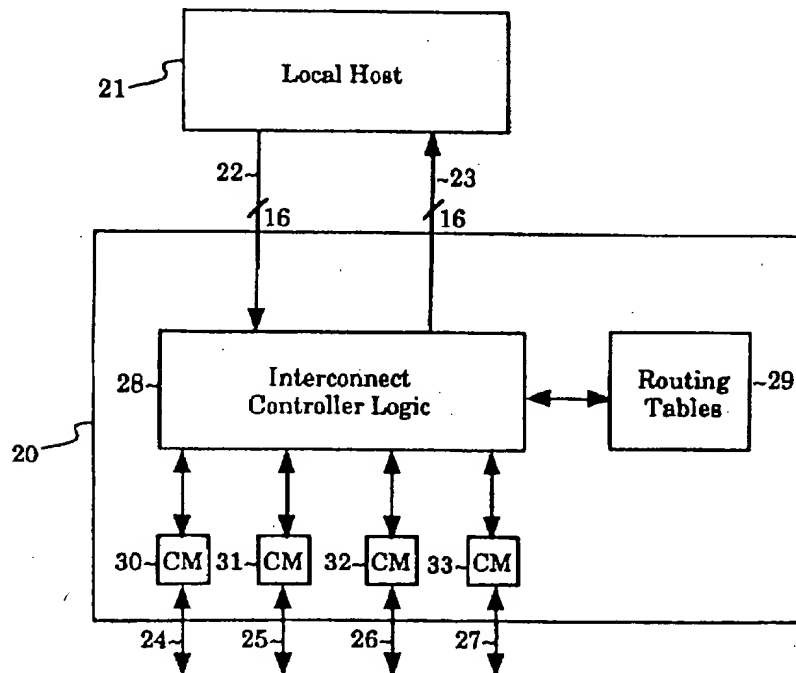 Local Host
21
22
23
16
16
28
Interconnect
Controller Logic
Routing
Tables
29
20
30
CM
31
CM
32
CM
33
CM
24
25
26
27